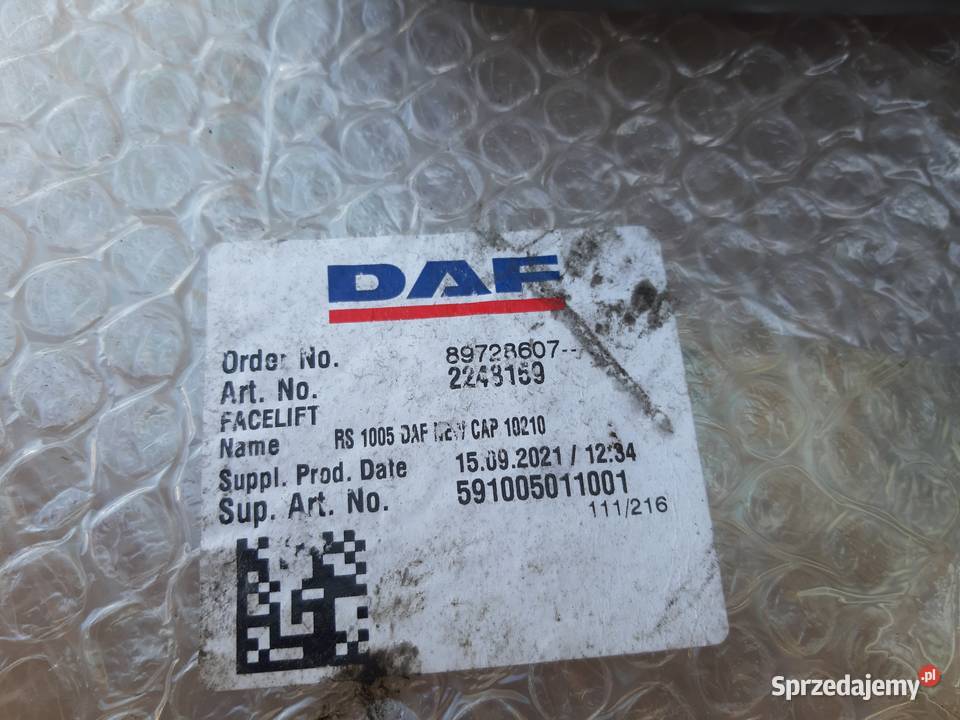 DAF
Order No. 89728607--
Art. No. 2248159
FACELIFT
Name RS 1005 DAF NEW CAP 10210
Suppl. Prod. Date 15.09.2021 / 12:34
Sup. Art. No. 591005011001
111/216
Sprzedajemy.pl